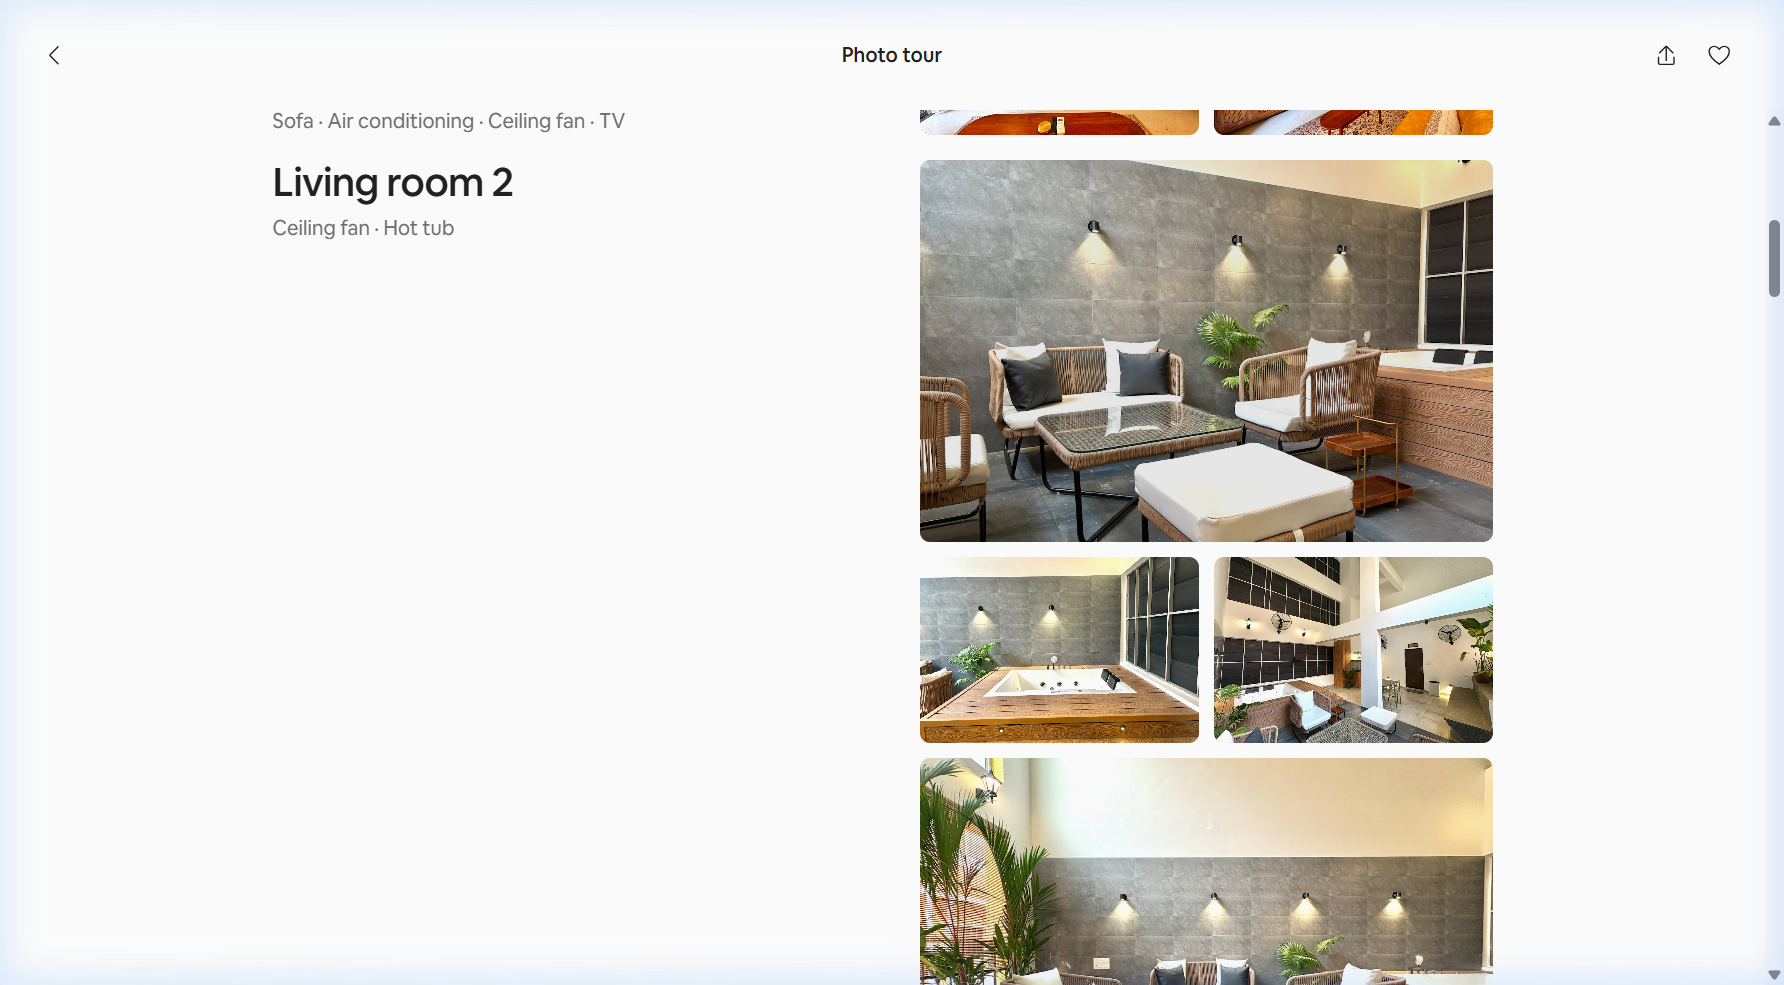 Photo tour
Sofa · Air conditioning · Ceiling fan · TV
Living room 2
Ceiling fan · Hot tub